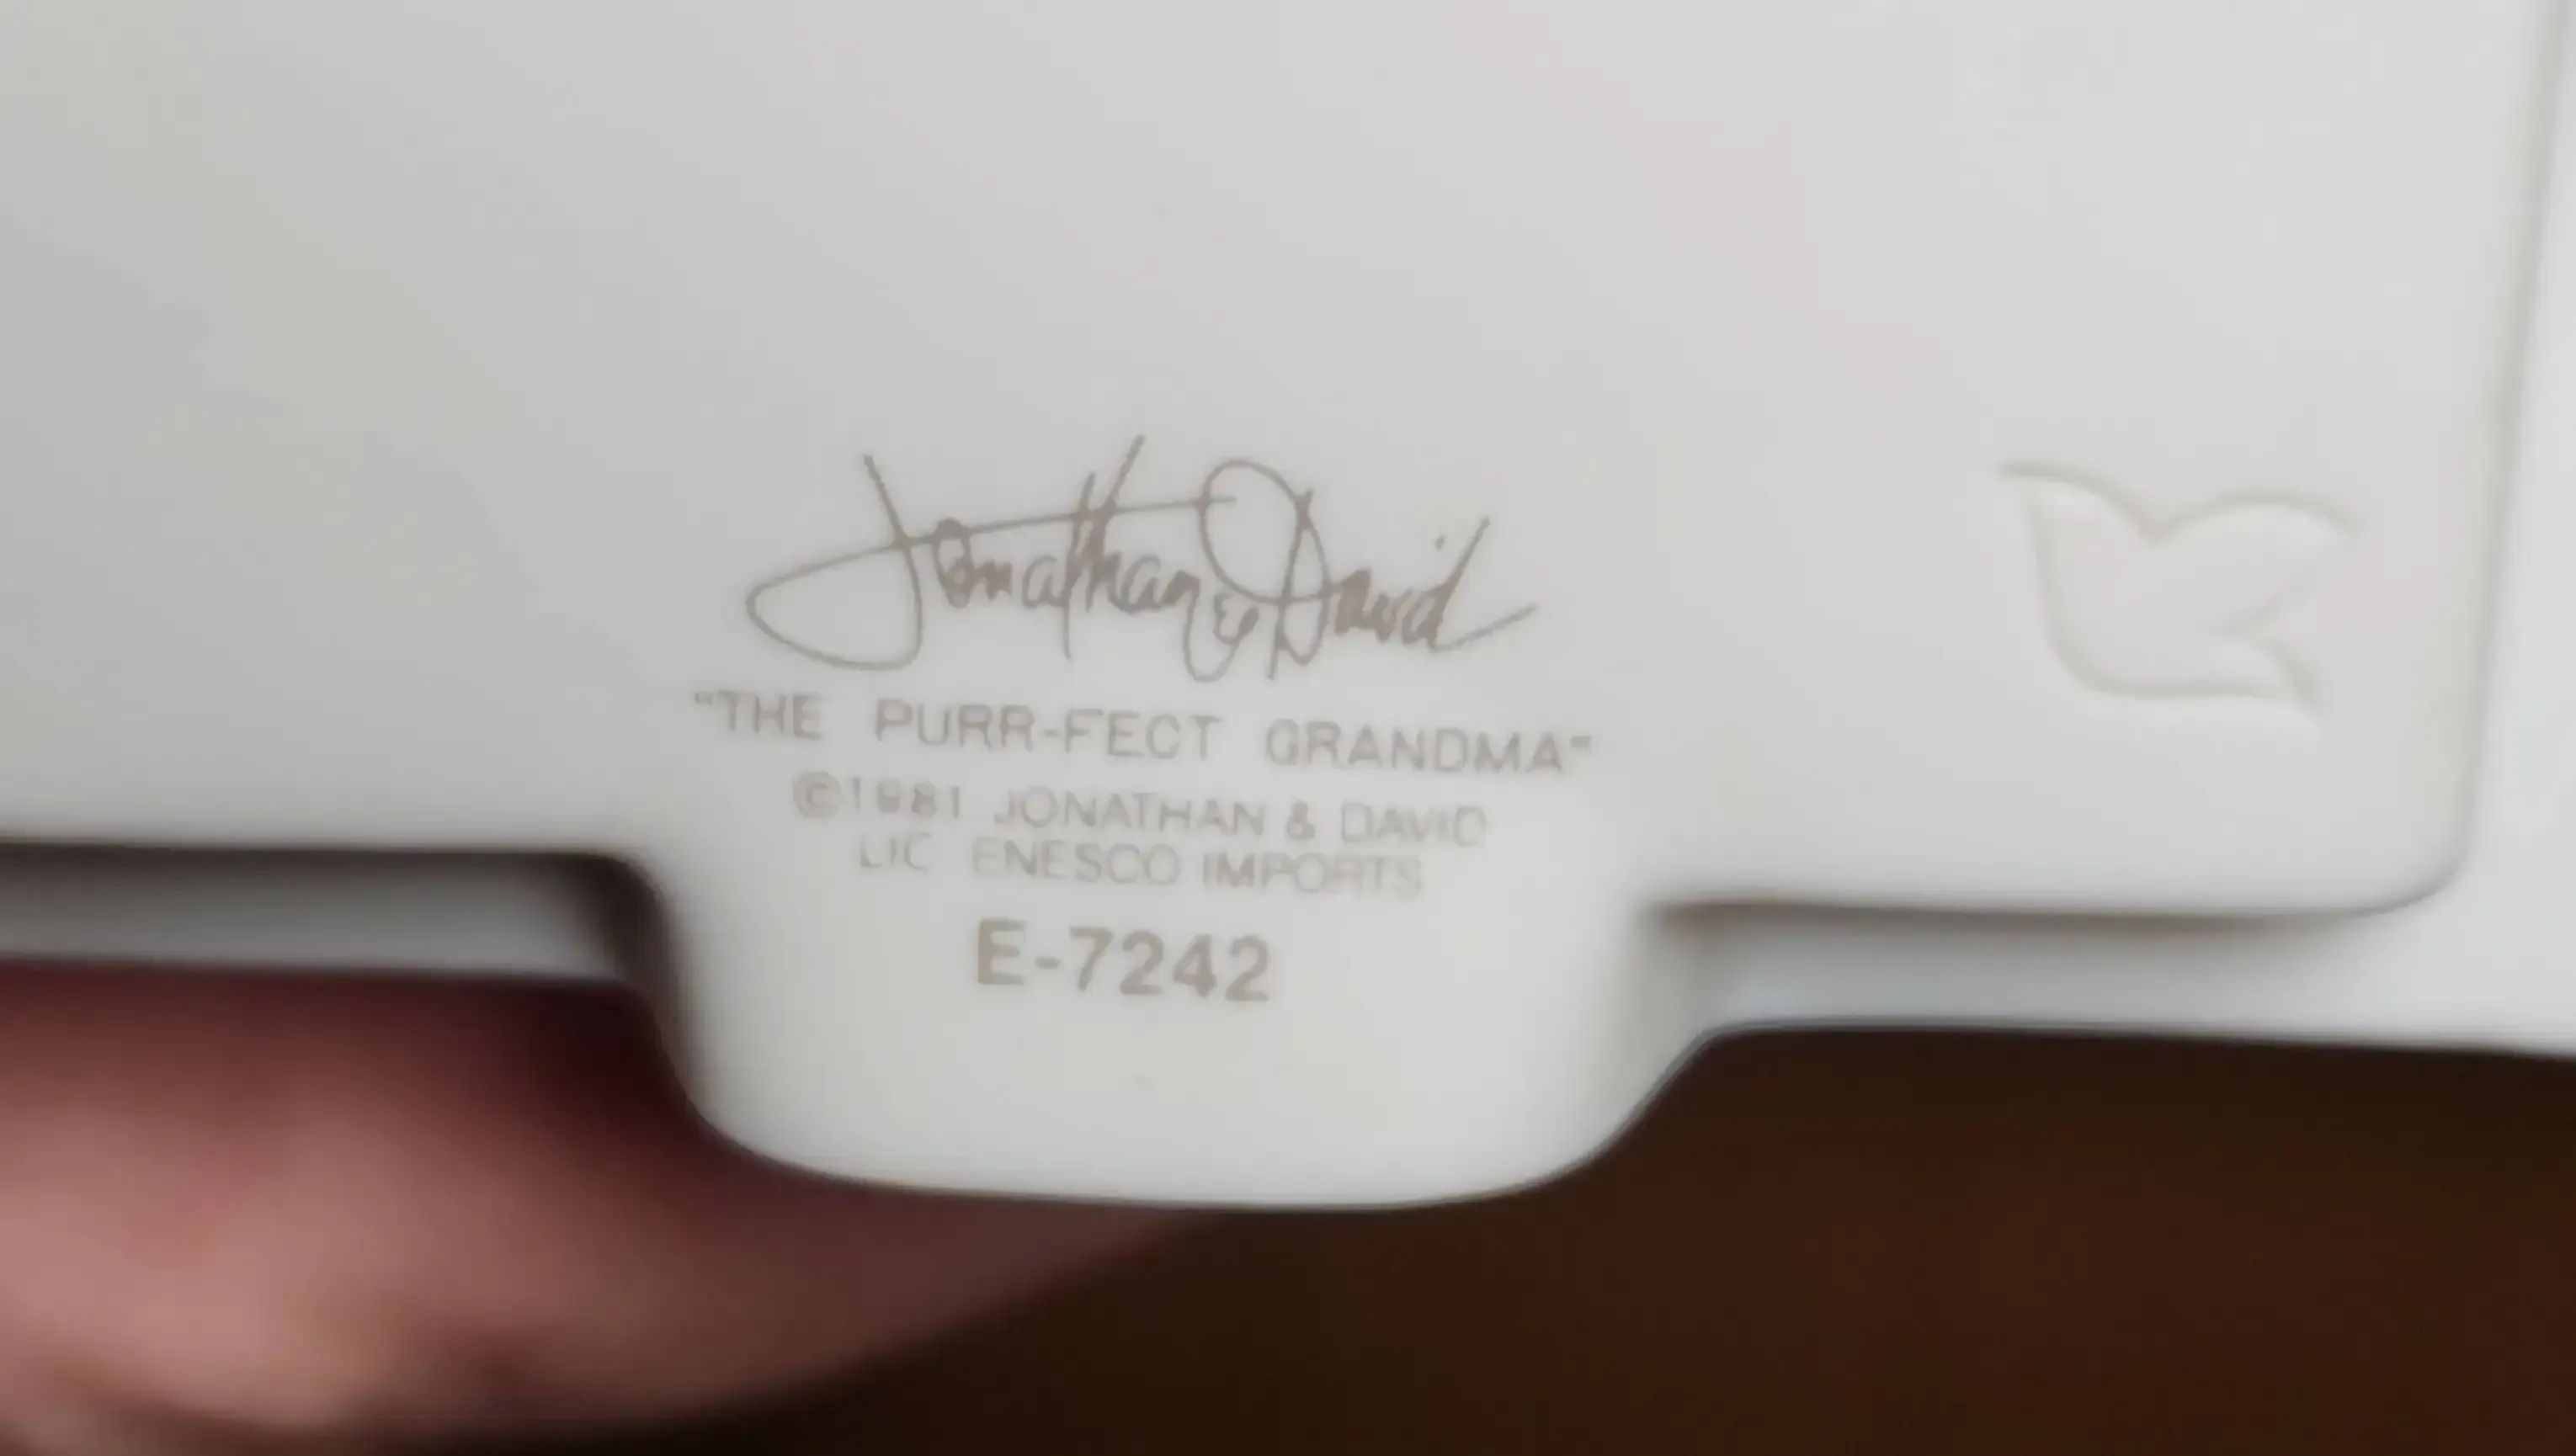 Jonathan & David
"THE PURR-FECT GRANDMA"
©1981 JONATHAN & DAVID
LIC ENESCO IMPORTS
E-7242